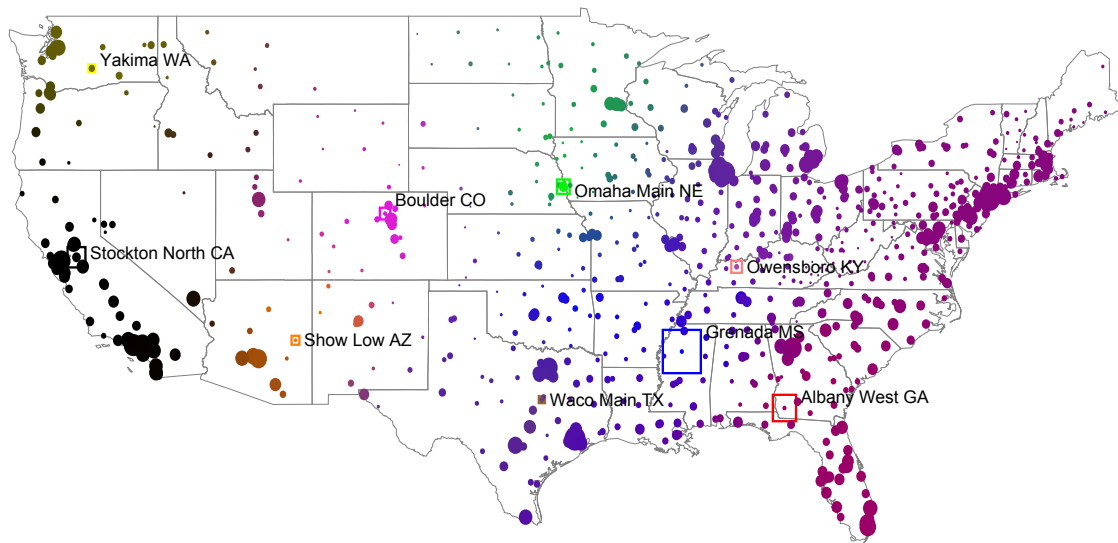 Yakima WA
Omaha Main NE
Boulder CO
Stockton North CA
Owensboro KY
Grenada MS
Show Low AZ
Waco Main TX
Albany West GA